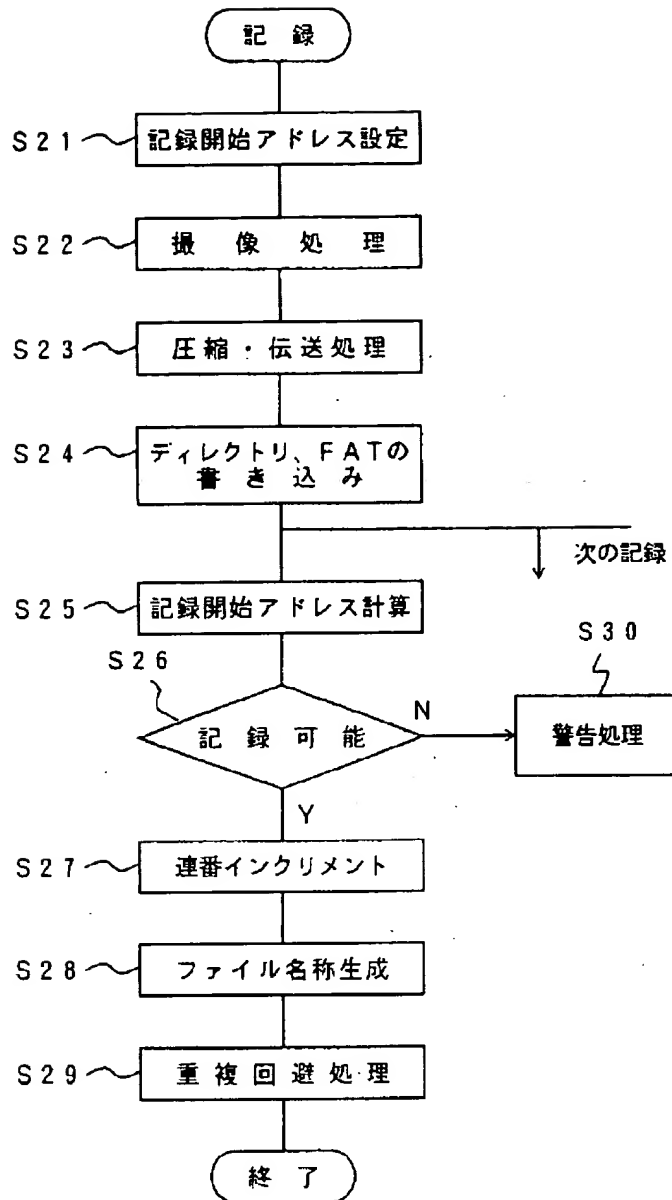 記録
S21 記録開始アドレス設定
S22 撮像処理
S23 圧縮・伝送処理
S24 ディレクトリ、FATの
書き込み
次の記録
S25 記録開始アドレス計算
S30
S26
記録可能
N
警告処理
Y
S27 連番インクリメント
S28 ファイル名称生成
S29 重複回避処理
終了